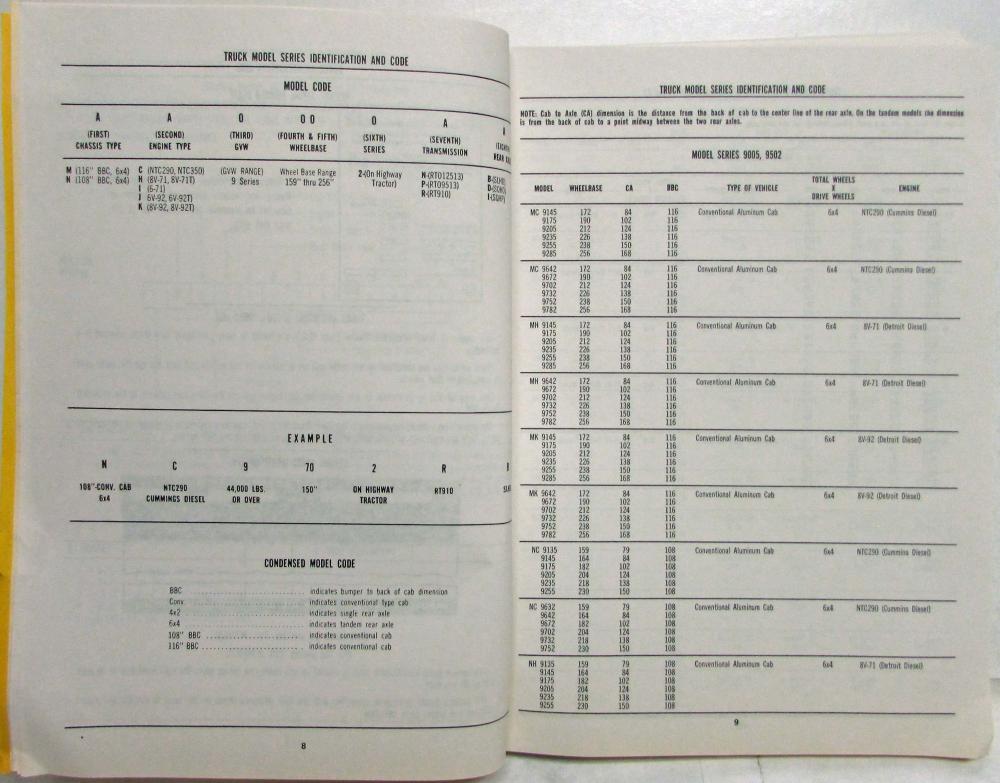 TRUCK MODEL SERIES IDENTIFICATION AND CODE
MODEL CODE
A A 0 0 0 0 A
(FIRST) (SECOND) (THIRD) (FOURTH & FIFTH) (SIXTH) (SEVENTH)
CHASSIS TYPE ENGINE TYPE GVW WHEELBASE SERIES TRANSMISSION
M (116" BBC, 6x4) C (NTC290, NTC350) (GVW RANGE) Wheel Base Range 2-(On Highway N-(RTO12513)
N (108" BBC, 6x4) H (8V-71, 8V-71T) 9 Series 159" thru 256" Tractor) P-(RTO9513)
I (6-71) R-(RT910)
J 6V-92, 6V-92T)
K (8V-92, 8V-92T)
EXAMPLE
N C 9 70 2 R
108"-CONV. CAB NTC290 44,000 LBS. 150" ON HIGHWAY RT910
6x4 CUMMINGS DIESEL OR OVER TRACTOR
CONDENSED MODEL CODE
BBC indicates bumper to back of cab dimension
Conv. indicates conventional type cab
4x2 indicates single rear axle
6x4 indicates tandem rear axle
108" BBC indicates conventional cab
116" BBC indicates conventional cab
8
TRUCK MODEL SERIES IDENTIFICATION AND CODE
NOTE: Cab to Axle (CA) dimension is the distance from the back of cab to the center line of the rear axle. On the tandem models the dimension
is from the back of cab to a point midway between the two rear axles.
MODEL SERIES 9005, 9502
TOTAL WHEELS
MODEL WHEELBASE CA BBC TYPE OF VEHICLE X ENGINE
DRIVE WHEELS
MC 9145 172 84 116 Conventional Aluminum Cab 6x4 NTC290 (Cummins Diesel)
9175 190 102 116
9205 212 124 116
9235 226 138 116
9255 238 150 116
9285 256 168 116
MC 9642 172 84 116 Conventional Aluminum Cab 6x4 NTC290 (Cummins Diesel)
9672 190 102 116
9702 212 124 116
9732 226 138 116
9752 238 150 116
9782 256 168 116
MH 9145 172 84 116 Conventional Aluminum Cab 6x4 8V-71 (Detroit Diesel)
9175 190 102 116
9205 212 124 116
9235 226 138 116
9255 238 150 116
9285 256 168 116
MH 9642 172 84 116 Conventional Aluminum Cab 6x4 8V-71 (Detroit Diesel)
9672 190 102 116
9702 212 124 116
9732 226 138 116
9752 238 150 116
9782 256 168 116
MK 9145 172 84 116 Conventional Aluminum Cab 6x4 8V-92 (Detroit Diesel)
9175 190 102 116
9205 212 124 116
9235 226 138 116
9255 238 150 116
9285 256 168 116
MK 9642 172 84 116 Conventional Aluminum Cab 6x4 8V-92 (Detroit Diesel)
9672 190 102 116
9702 212 124 116
9732 226 138 116
9752 238 150 116
9782 256 168 116
NC 9135 159 79 108 Conventional Aluminum Cab 6x4 NTC290 (Cummins Diesel)
9145 164 84 108
9175 182 102 108
9205 204 124 108
9235 218 138 108
9255 230 150 108
NC 9632 159 79 108 Conventional Aluminum Cab 6x4 NTC290 (Cummins Diesel)
9642 164 84 108
9672 182 102 108
9702 204 124 108
9732 218 138 108
9752 230 150 108
NH 9135 159 79 108 Conventional Aluminum Cab 6x4 8V-71 (Detroit Diesel)
9145 164 84 108
9175 182 102 108
9205 204 124 108
9235 218 138 108
9255 230 150 108
9